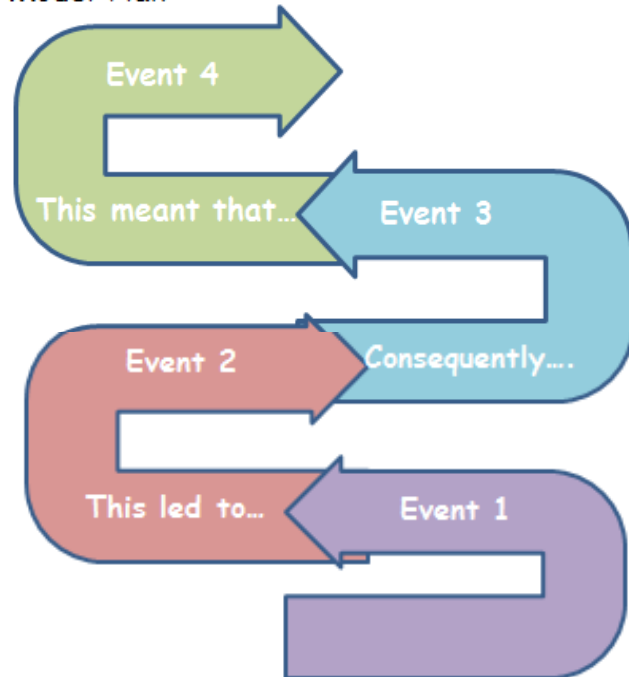 Event 4
This meant that…
Event 3
Event 2
Consequently….
This led to…
Event 1